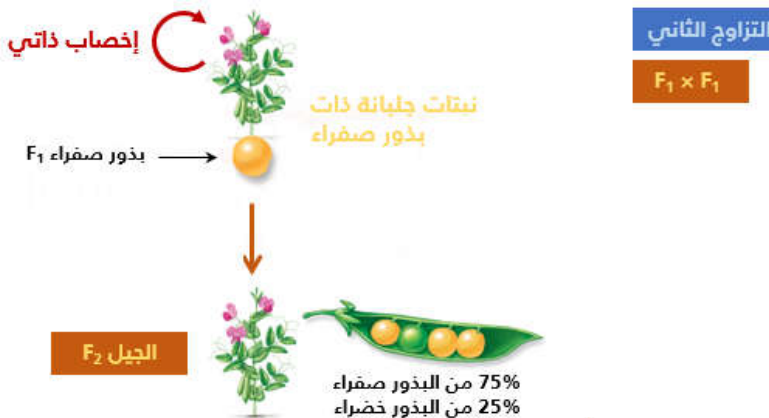 التزاوج الثاني
F₁ × F₁
إخصاب ذاتي
نبتات جلبانة ذات
بذور صفراء
بذور صفراء F₁
الجيل F₂
75% من البذور صفراء
25% من البذور خضراء